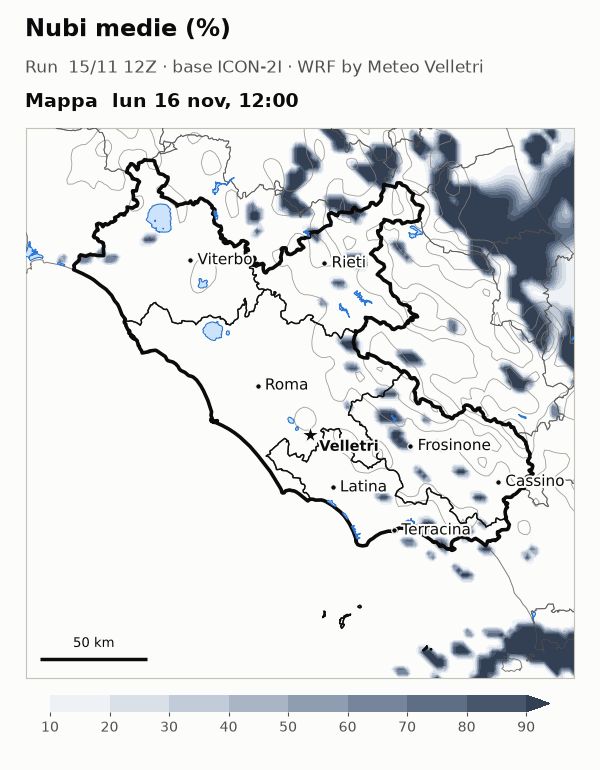 Nubi medie (%)
Run 15/11 12Z · base ICON-2I · WRF by Meteo Velletri
Mappa lun 16 nov, 12:00
Viterbo
Rieti
Roma
Velletri
Frosinone
Cassino
Latina
Terracina
50 km
10 20 30 40 50 60 70 80 90